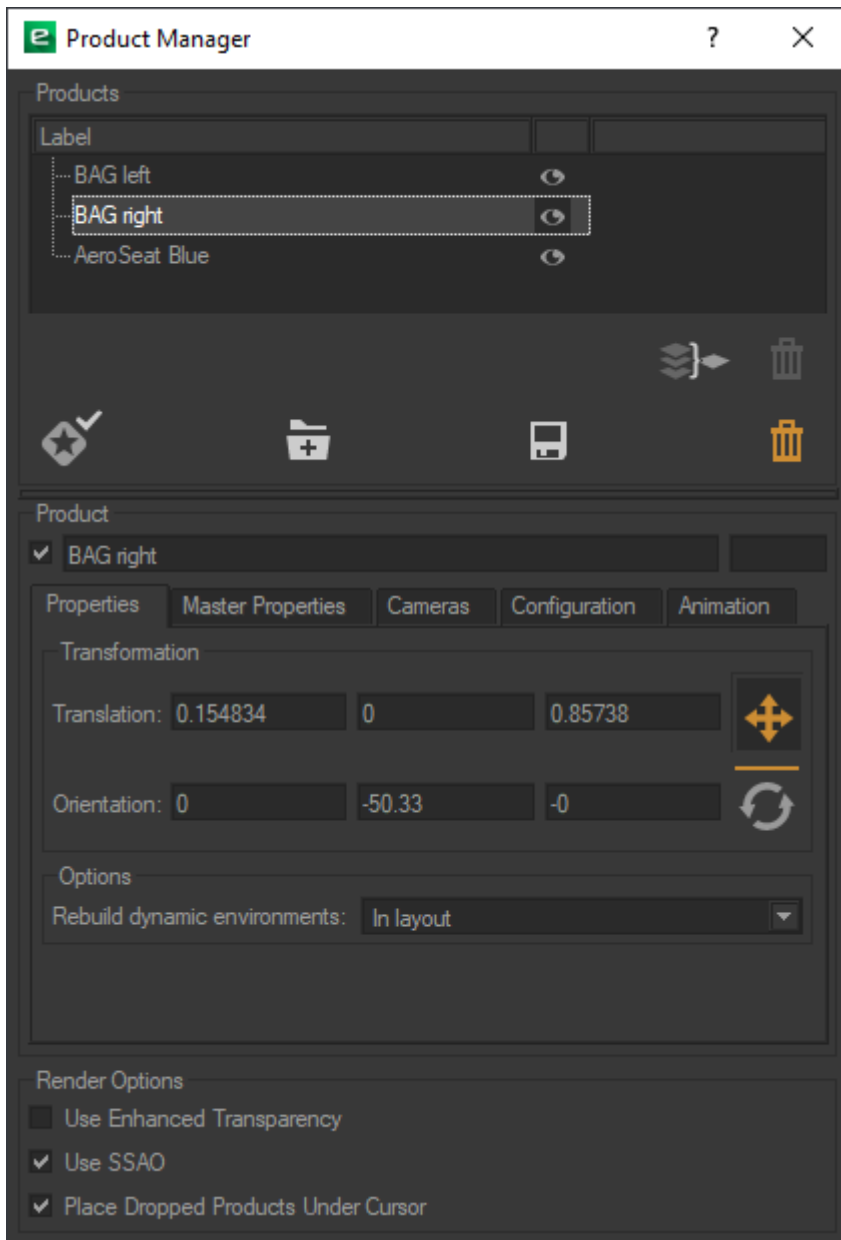 Product Manager ?
Products
Label
BAG left
BAG right
AeroSeat Blue
Product
BAG right
Properties Master Properties Cameras Configuration Animation
Transformation
Translation: 0.154834 0 0.85738
Orientation: 0 -50.33 -0
Options
Rebuild dynamic environments: In layout
Render Options
Use Enhanced Transparency
Use SSAO
Place Dropped Products Under Cursor